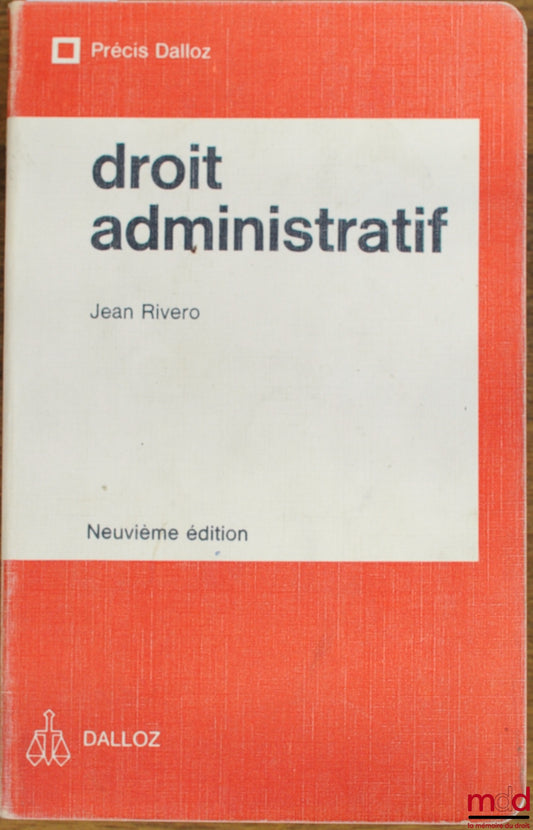 Précis Dalloz
droit
administratif
Jean Rivero
Neuvième édition
DALLOZ
mdd
la mémoire du droit